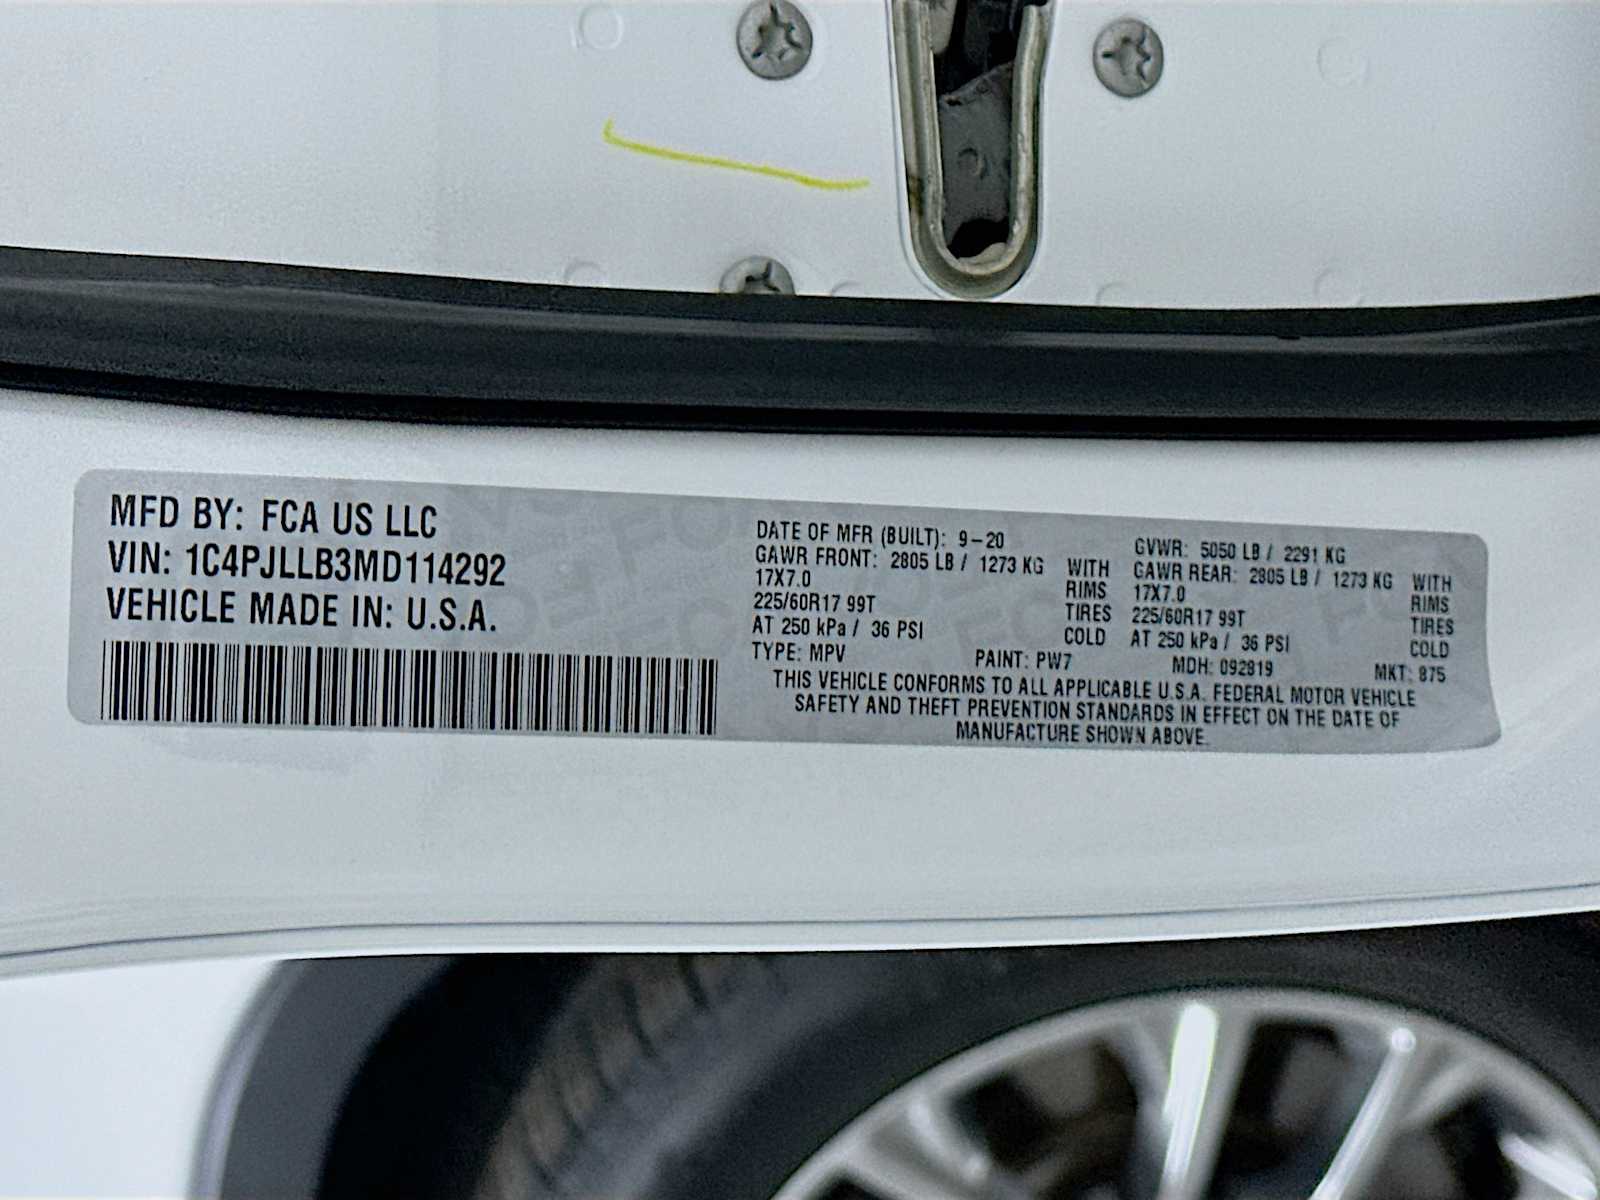 MFD BY: FCA US LLC
VIN: 1C4PJLLB3MD114292
VEHICLE MADE IN: U.S.A.
DATE OF MFR (BUILT): 9-20
GAWR FRONT: 2805 LB / 1273 KG WITH
17X7.0 RIMS
225/60R17 99T TIRES
AT 250 kPa / 36 PSI COLD
GVWR: 5050 LB / 2291 KG
GAWR REAR: 2805 LB / 1273 KG WITH
17X7.0 RIMS
225/60R17 99T TIRES
AT 250 kPa / 36 PSI COLD
TYPE: MPV PAINT: PW7 MDH: 092819 MKT: 875
THIS VEHICLE CONFORMS TO ALL APPLICABLE U.S.A. FEDERAL MOTOR VEHICLE
SAFETY AND THEFT PREVENTION STANDARDS IN EFFECT ON THE DATE OF
MANUFACTURE SHOWN ABOVE.